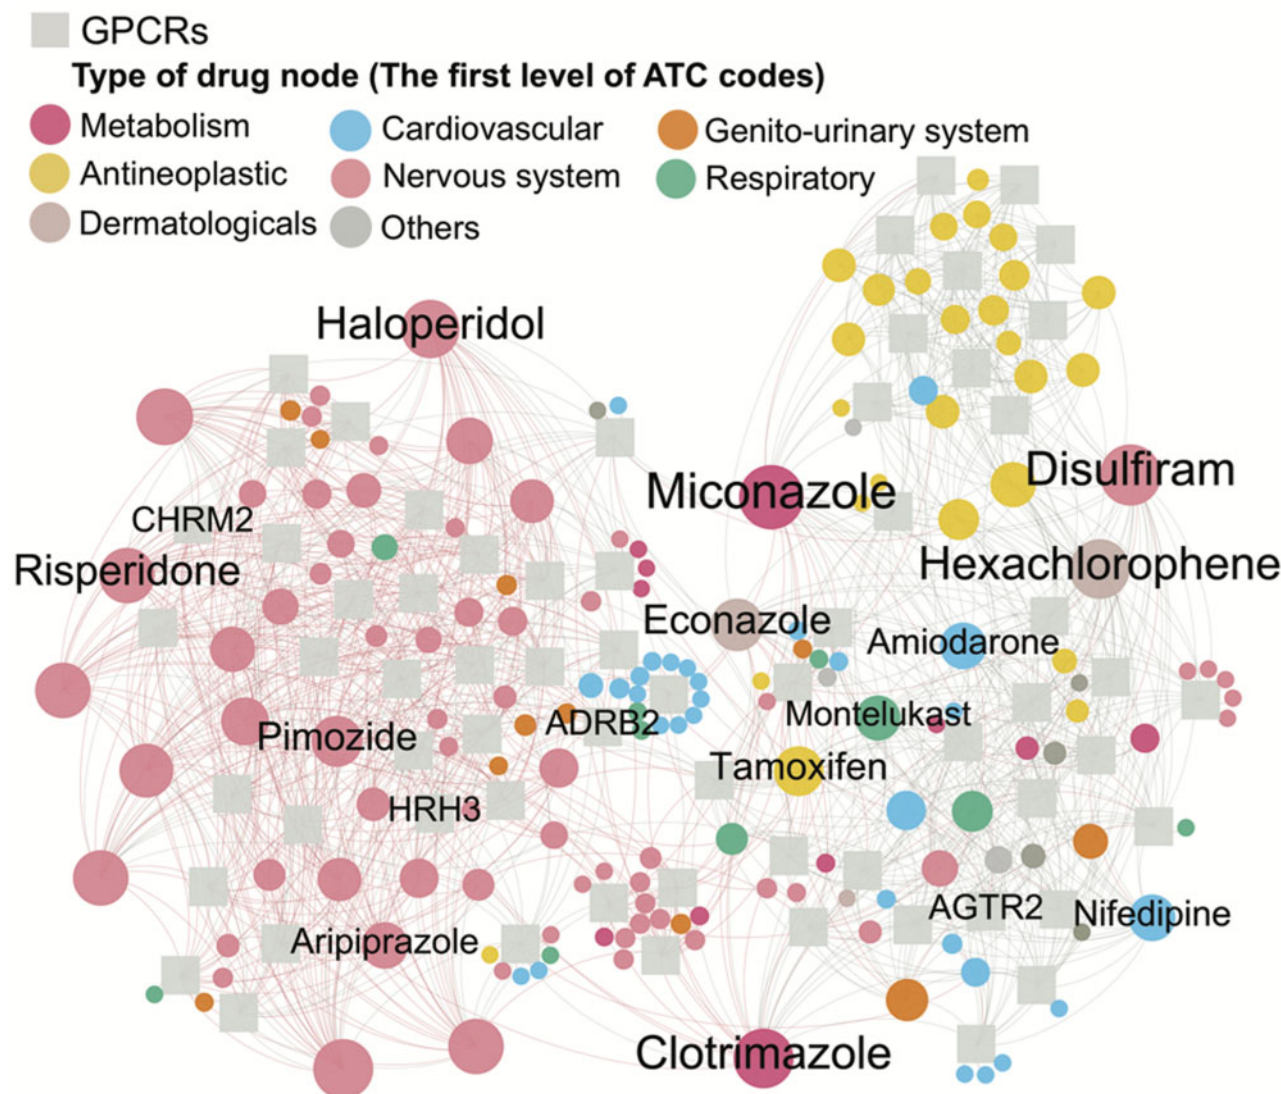 GPCRs
Type of drug node (The first level of ATC codes)
Metabolism
Cardiovascular
Genito-urinary system
Antineoplastic
Nervous system
Respiratory
Dermatologicals
Others
Haloperidol
Miconazole
Disulfiram
CHRM2
Risperidone
Hexachlorophene
Econazole
Amiodarone
ADRB2
Montelukast
Pimozide
Tamoxifen
HRH3
AGTR2
Nifedipine
Aripiprazole
Clotrimazole